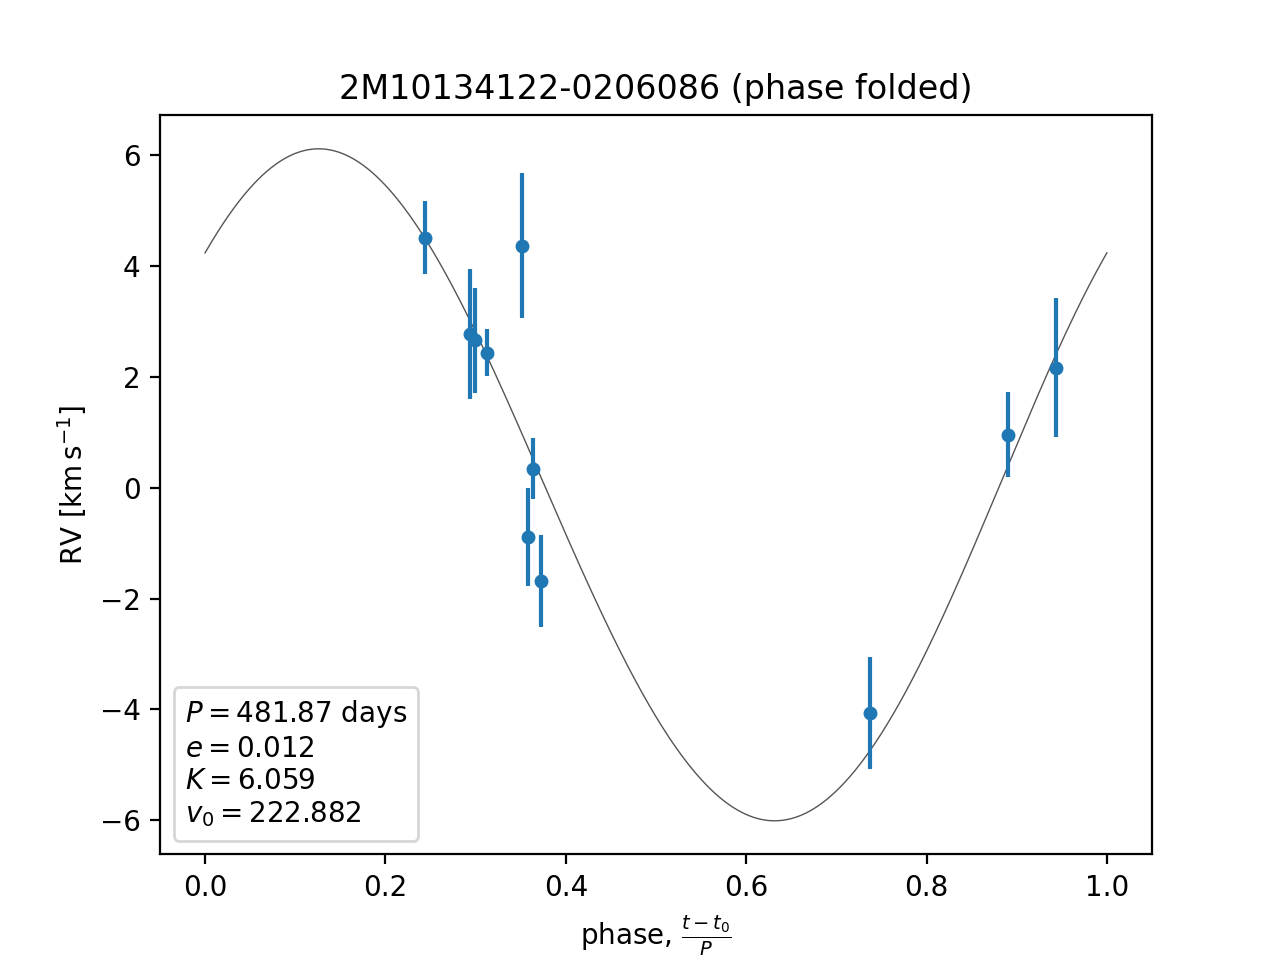 2M10134122-0206086 (phase folded)
6
4
2
0
−2
−4
−6
RV [km s⁻¹]
P = 481.87 days
e = 0.012
K = 6.059
v₀ = 222.882
0.0 0.2 0.4 0.6 0.8 1.0
phase, (t − t₀)/P